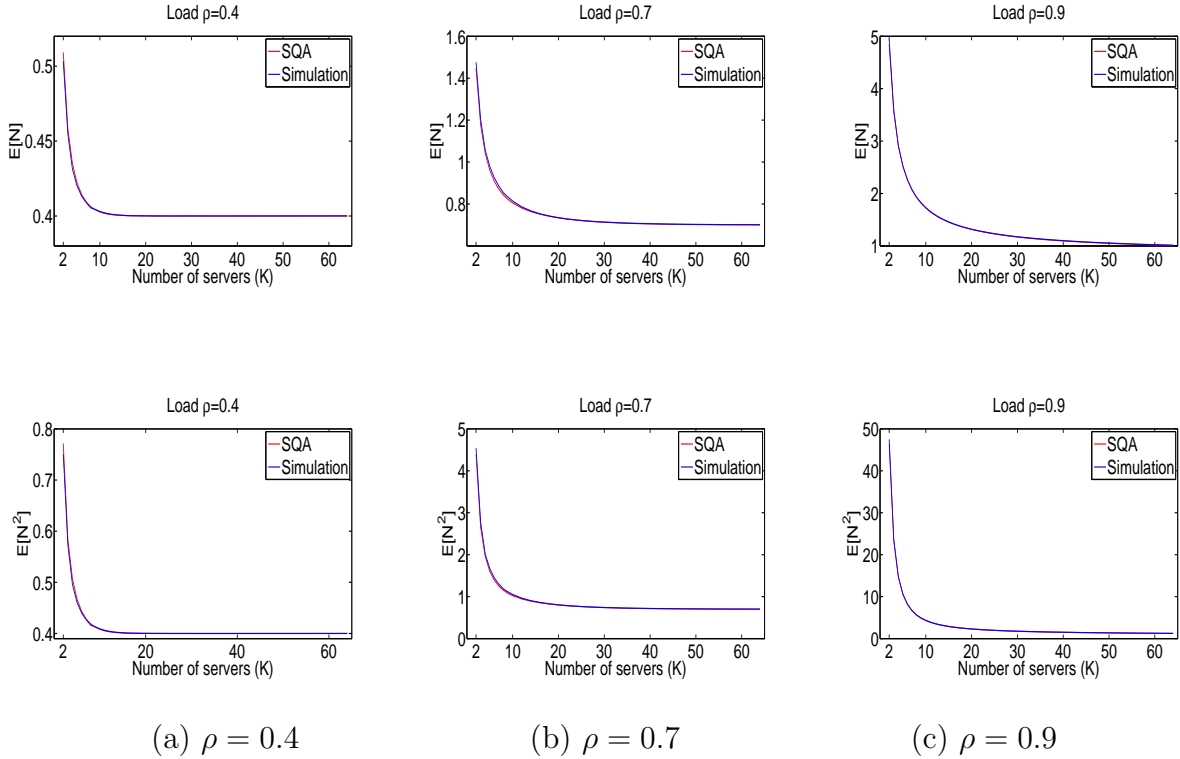 Load ρ=0.4
E[N]
0.5
0.45
0.4
SQA
Simulation
2 10 20 30 40 50 60
Number of servers (K)
Load ρ=0.7
E[N]
1.6
1.4
1.2
1
0.8
SQA
Simulation
2 10 20 30 40 50 60
Number of servers (K)
Load ρ=0.9
E[N]
5
4
3
2
1
SQA
Simulation
2 10 20 30 40 50 60
Number of servers (K)
Load ρ=0.4
E[N²]
0.8
0.7
0.6
0.5
0.4
SQA
Simulation
2 20 40 60
Number of servers (K)
Load ρ=0.7
E[N²]
5
4
3
2
1
0
SQA
Simulation
2 10 20 30 40 50 60
Number of servers (K)
Load ρ=0.9
E[N²]
50
40
30
20
10
0
SQA
Simulation
2 10 20 30 40 50 60
Number of servers (K)
(a) ρ = 0.4
(b) ρ = 0.7
(c) ρ = 0.9